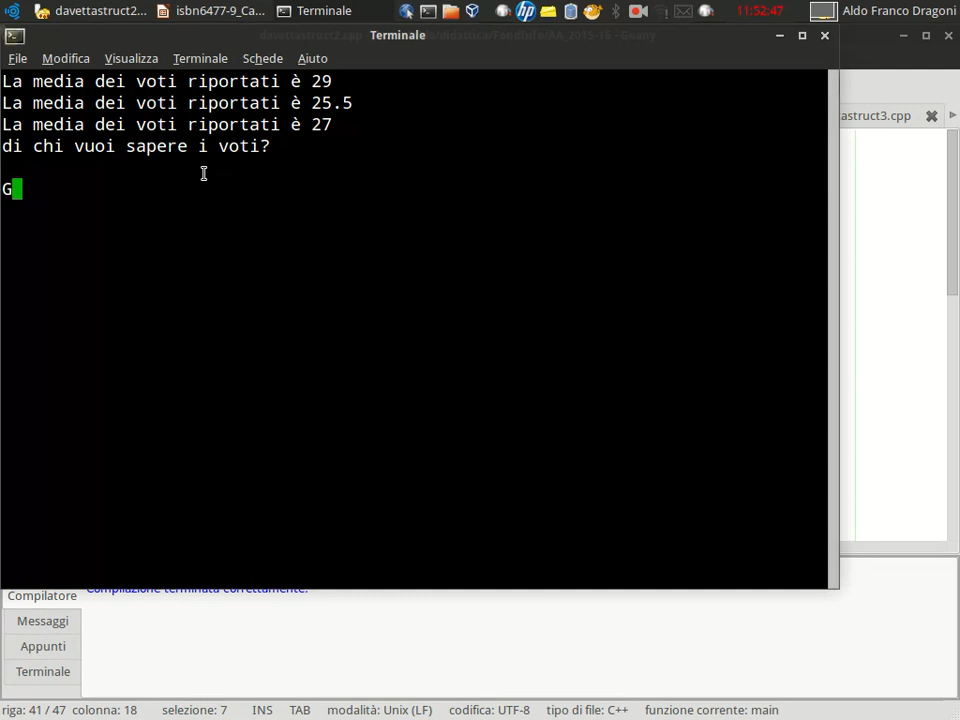 davettastruct2...
isbn6477-9_Ca...
Terminale
11:52:47
Aldo Franco Dragoni
Terminale
File Modifica Visualizza Terminale Schede Aiuto
La media dei voti riportati è 29
La media dei voti riportati è 25.5
La media dei voti riportati è 27
di chi vuoi sapere i voti?
G
astruct3.cpp
Compilazione terminata correttamente.
Compilatore
Messaggi
Appunti
Terminale
riga: 41 / 47 colonna: 18 selezione: 7 INS TAB modalità: Unix (LF) codifica: UTF-8 tipo di file: C++ funzione corrente: main